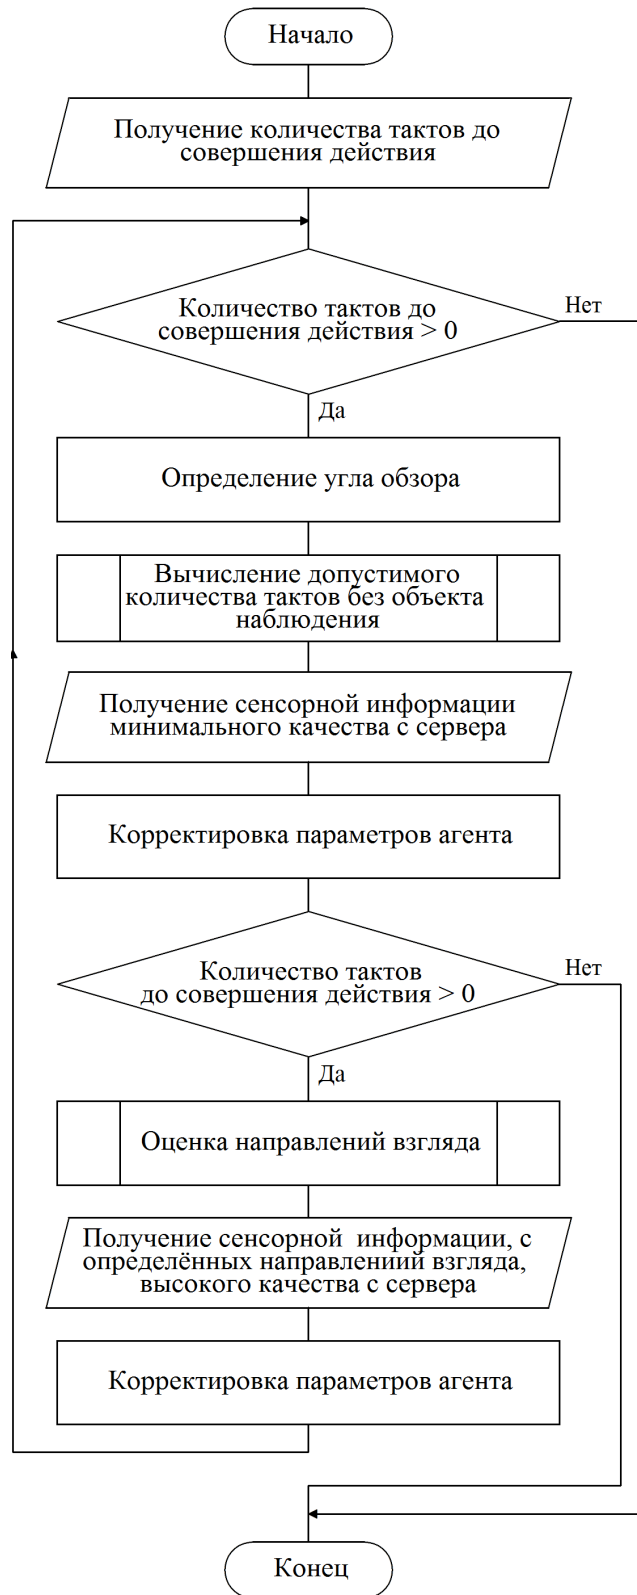 Начало
Получение количества тактов до
совершения действия
Количество тактов до
совершения действия > 0
Нет
Да
Определение угла обзора
Вычисление допустимого
количества тактов без объекта
наблюдения
Получение сенсорной информации
минимального качества с сервера
Корректировка параметров агента
Количество тактов
до совершения действия > 0
Нет
Да
Оценка направлений взгляда
Получение сенсорной информации, с
определённых направлениий взгляда,
высокого качества с сервера
Корректировка параметров агента
Конец